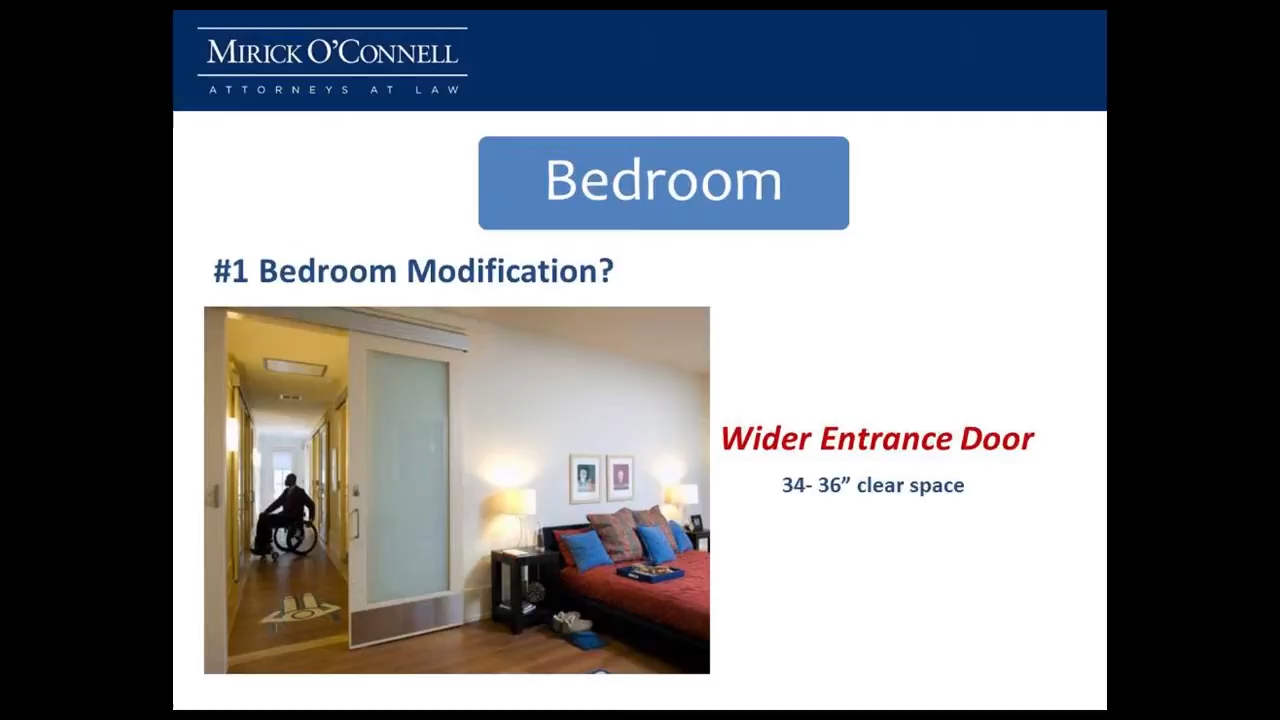 MIRICK O'CONNELL
ATTORNEYS AT LAW
Bedroom
#1 Bedroom Modification?
Wider Entrance Door
34- 36” clear space